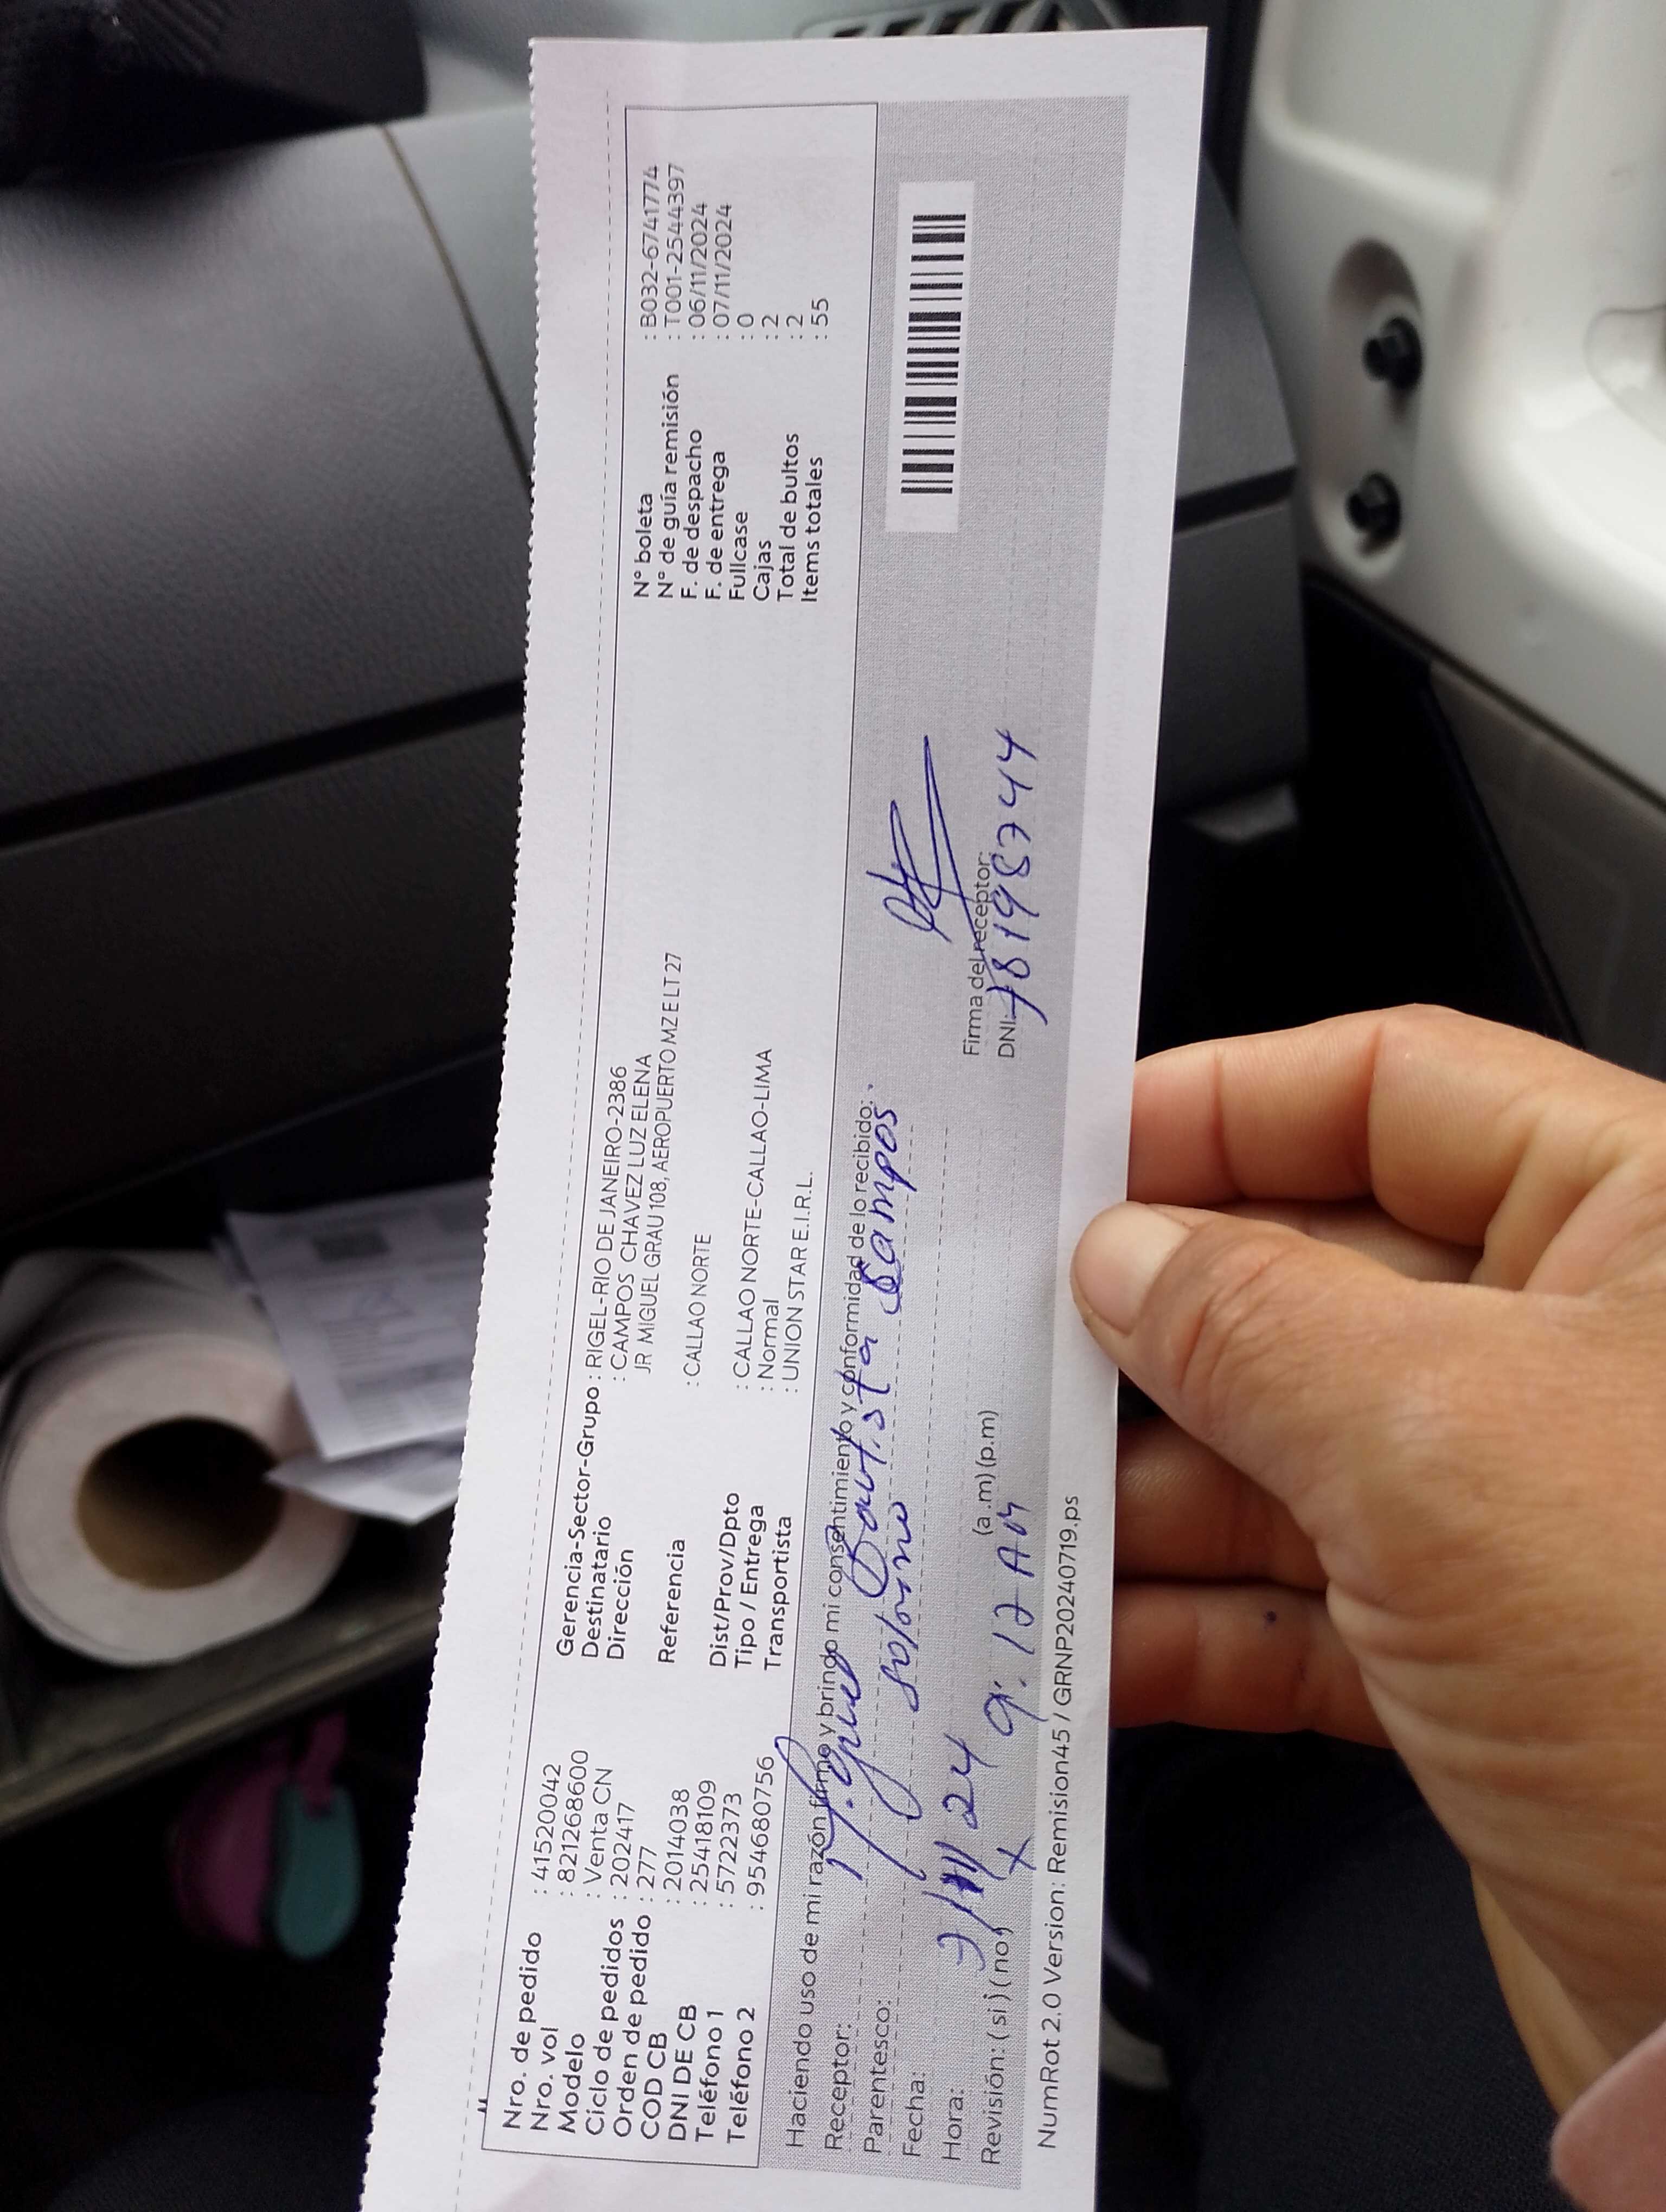 Nro. de pedido : 41520042
Nro. vol : 821268600
Modelo : Venta CN
Ciclo de pedidos : 202417
Orden de pedido : 277
COD CB : 2014038
DNI DE CB : 25418109
Teléfono 1 : 5722373
Teléfono 2 : 954680756
Gerencia-Sector-Grupo : RIGEL-RIO DE JANEIRO-2386
Destinatario : CAMPOS CHAVEZ LUZ ELENA
Dirección JR MIGUEL GRAU 108, AEROPUERTO MZ E LT 27
Referencia : CALLAO NORTE
Dist/Prov/Dpto : CALLAO NORTE-CALLAO-LIMA
Tipo / Entrega : Normal
Transportista : UNION STAR E.I.R.L.
N° boleta : B032-6741774
N° de guía remisión : T001-2544397
F. de despacho : 06/11/2024
F. de entrega : 07/11/2024
Fullcase : 0
Cajas : 2
Total de bultos : 2
Items totales : 55
Haciendo uso de mi razón firmo y brindo mi consentimiento y conformidad de lo recibido:
Receptor: Bautista Campos
Parentesco:
Fecha: 7/11/24
Hora: 9:12 AM (a.m) (p.m)
Revisión: (si) (no) X
Firma del receptor:
DNI: 78198744
NumRot 2.0 Version: Remision45 / GRNP20240719.ps